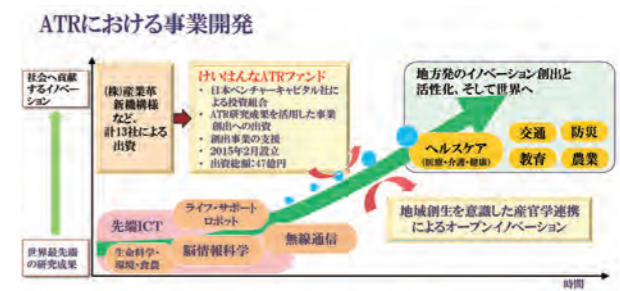 ATRにおける事業開発
社会へ貢献
するイノベー
ション
世界最先端
の研究成果
(株)産業革
新機構様
など、
計13社による
出資
けいはんなATRファンド
・ 日本ベンチャーキャピタル社に
よる投資組合
・ ATR研究成果を活用した事業
創出への出資
・ 創出事業の支援
・ 2015年2月設立
・ 出資総額:47億円
地方発のイノベーション創出と
活性化、そして世界へ
ヘルスケア
(医療・介護・健康)
交通
防災
教育
農業
先端ICT
ライフ・サポート
ロボット
生命科学・
環境・食農
脳情報科学
無線通信
地域創生を意識した産官学連携
によるオープンイノベーション
時間